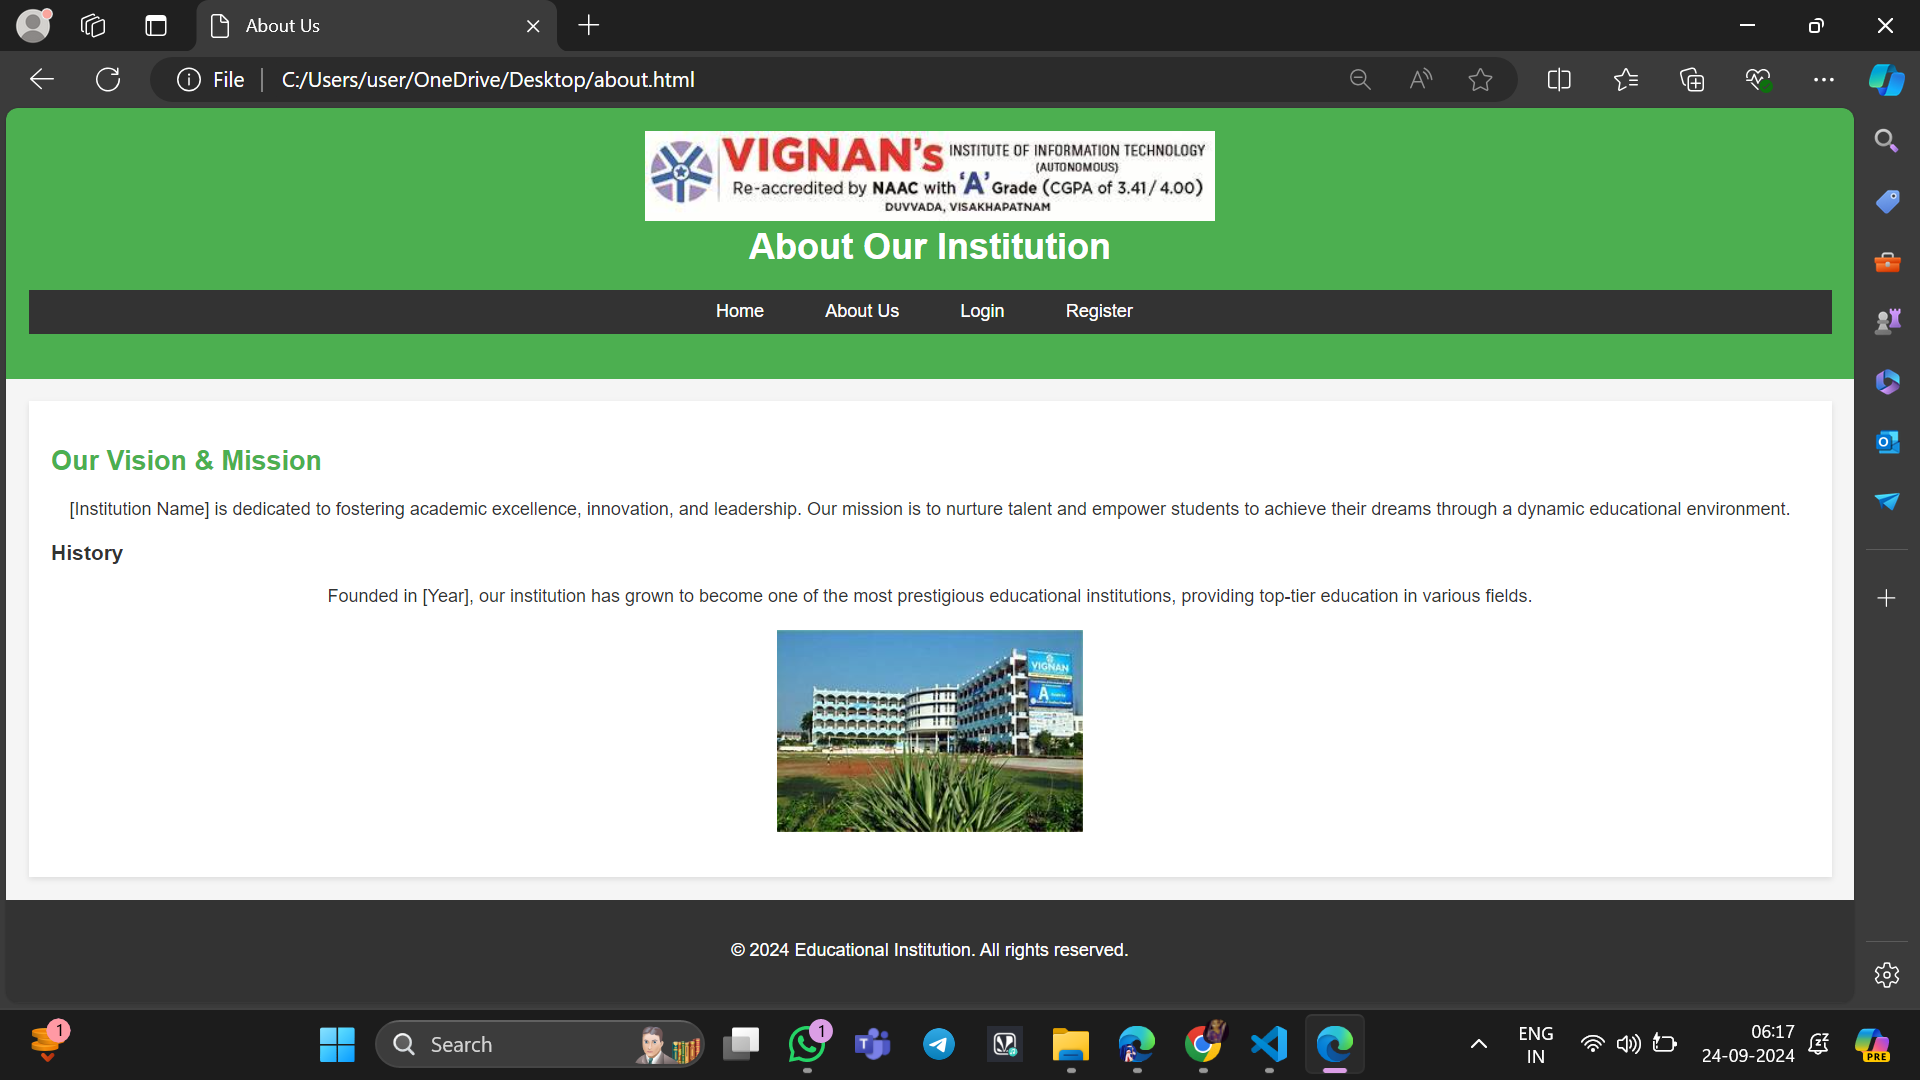 About Us
File
C:/Users/user/OneDrive/Desktop/about.html
VIGNAN's INSTITUTE OF INFORMATION TECHNOLOGY
(AUTONOMOUS)
Re-accredited by NAAC with 'A' Grade (CGPA of 3.41 / 4.00)
DUVVADA, VISAKHAPATNAM
About Our Institution
Home About Us Login Register
Our Vision & Mission
[Institution Name] is dedicated to fostering academic excellence, innovation, and leadership. Our mission is to nurture talent and empower students to achieve their dreams through a dynamic educational environment.
History
Founded in [Year], our institution has grown to become one of the most prestigious educational institutions, providing top-tier education in various fields.
VIGNAN
A
© 2024 Educational Institution. All rights reserved.
1
Search
1
ENG
IN
06:17
24-09-2024
PRE